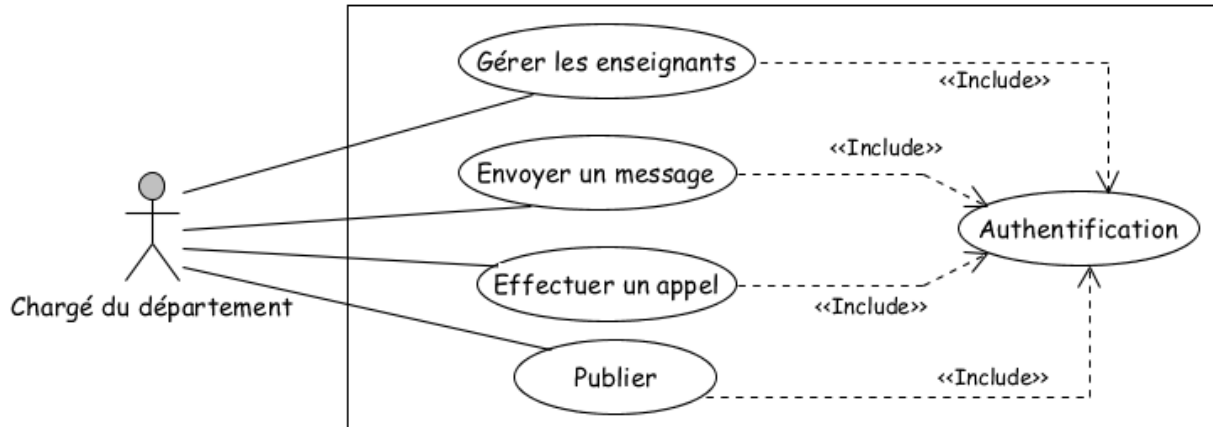 Gérer les enseignants
<<Include>>
<<Include>>
Envoyer un message
Authentification
Effectuer un appel
<<Include>>
Chargé du département
Publier
<<Include>>